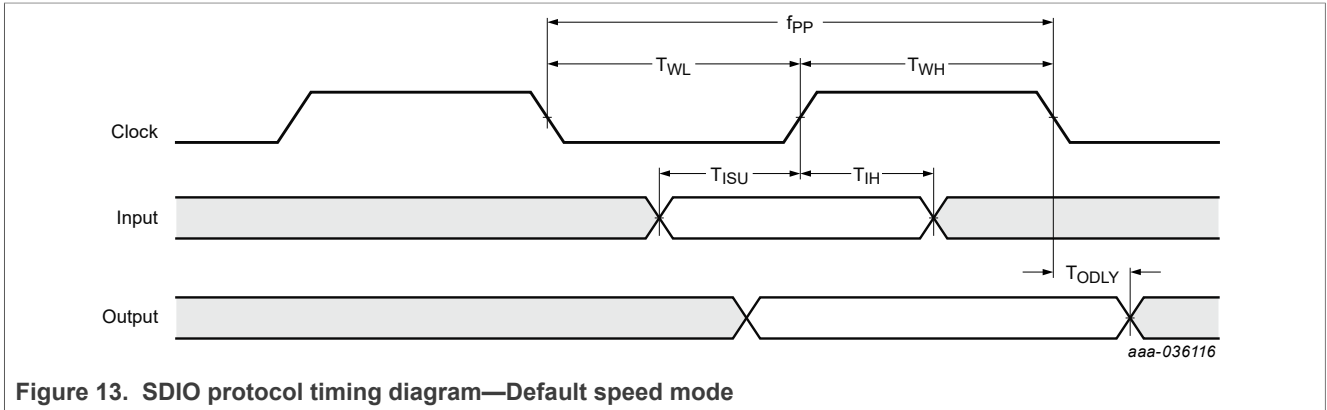 fPP
TWL
TWH
Clock
TISU
TIH
Input
TODLY
Output
aaa-036116
Figure 13. SDIO protocol timing diagram—Default speed mode